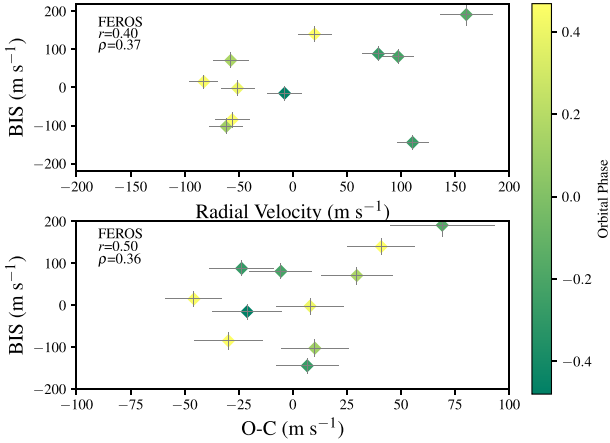 BIS (m s⁻¹)
200
100
0
−100
−200
FEROS
r=0.40
ρ=0.37
−200 −150 −100 −50 0 50 100 150 200
Radial Velocity (m s⁻¹)
BIS (m s⁻¹)
200
100
0
−100
−200
FEROS
r=0.50
ρ=0.36
−100 −75 −50 −25 0 25 50 75 100
O-C (m s⁻¹)
0.4
0.2
0.0
−0.2
−0.4
Orbital Phase